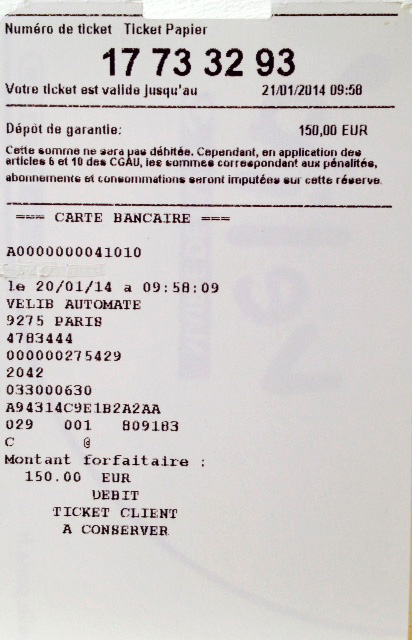 Numéro de ticket Ticket Papier
17 73 32 93
Votre ticket est valide jusqu'au 21/01/2014 09:58
Dépôt de garantie: 150,00 EUR
Cette somme ne sera pas débitée. Cependant, en application des
articles 6 et 10 des CGAU, les sommes correspondant aux pénalités,
abonnements et consommations seront imputées sur cette réserve.
=== CARTE BANCAIRE ===
A0000000041010
le 20/01/14 a 09:58:09
VELIB AUTOMATE
9275 PARIS
4783444
000000275429
2042
033000630
A94314C9E1B2A2AA
029 001 809183
C @
Montant forfaitaire :
150.00 EUR
DEBIT
TICKET CLIENT
A CONSERVER